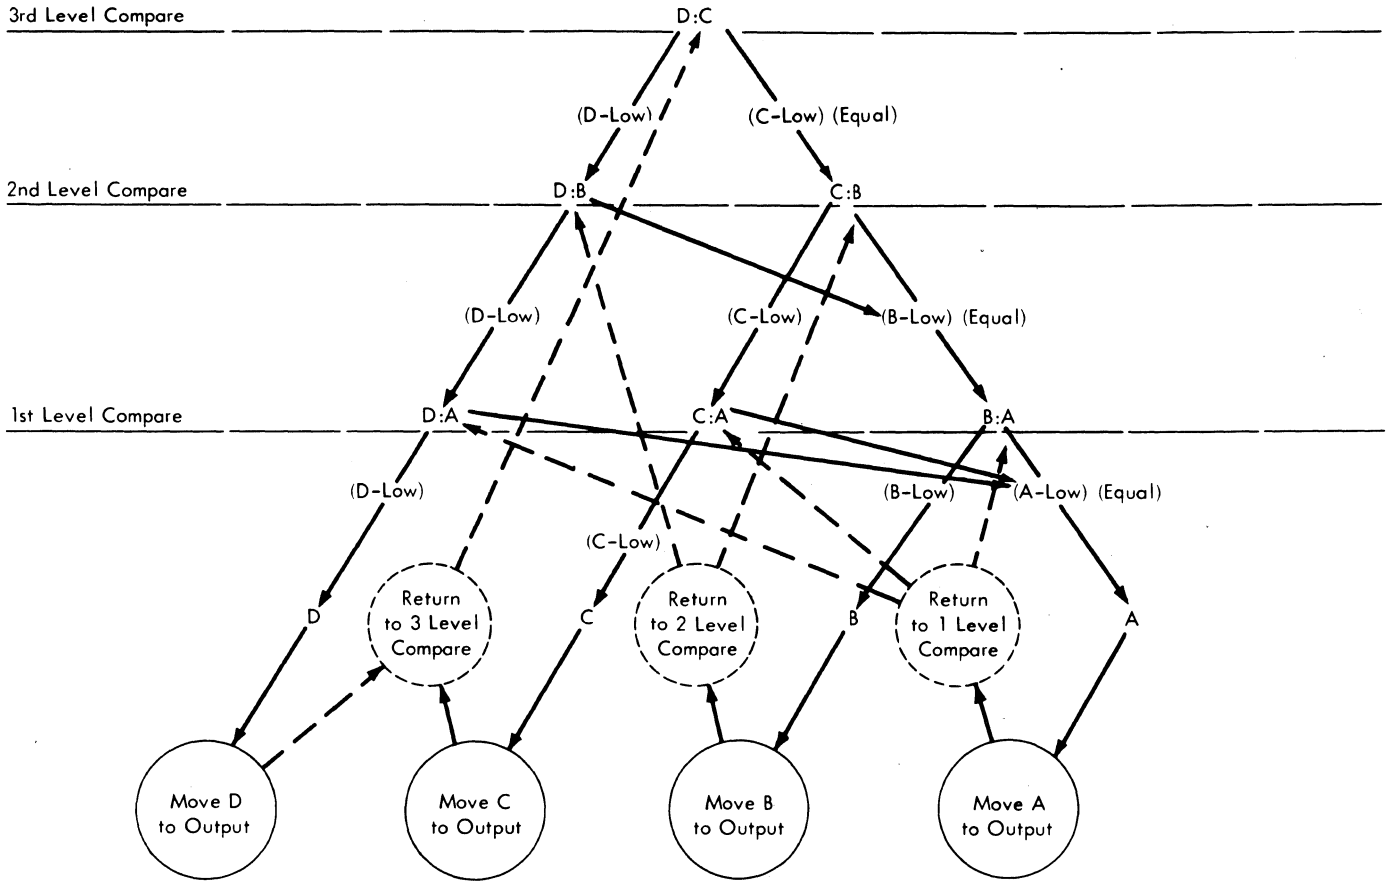 3rd Level Compare
D:C
(D-Low)
(C-Low) (Equal)
2nd Level Compare
D:B
C:B
(D-Low)
(C-Low)
(B-Low) (Equal)
1st Level Compare
D:A
C:A
B:A
(D-Low)
(B-Low)
(A-Low) (Equal)
(C-Low)
D
Return
to 3 Level
Compare
C
Return
to 2 Level
Compare
B
Return
to 1 Level
Compare
A
Move D
to Output
Move C
to Output
Move B
to Output
Move A
to Output